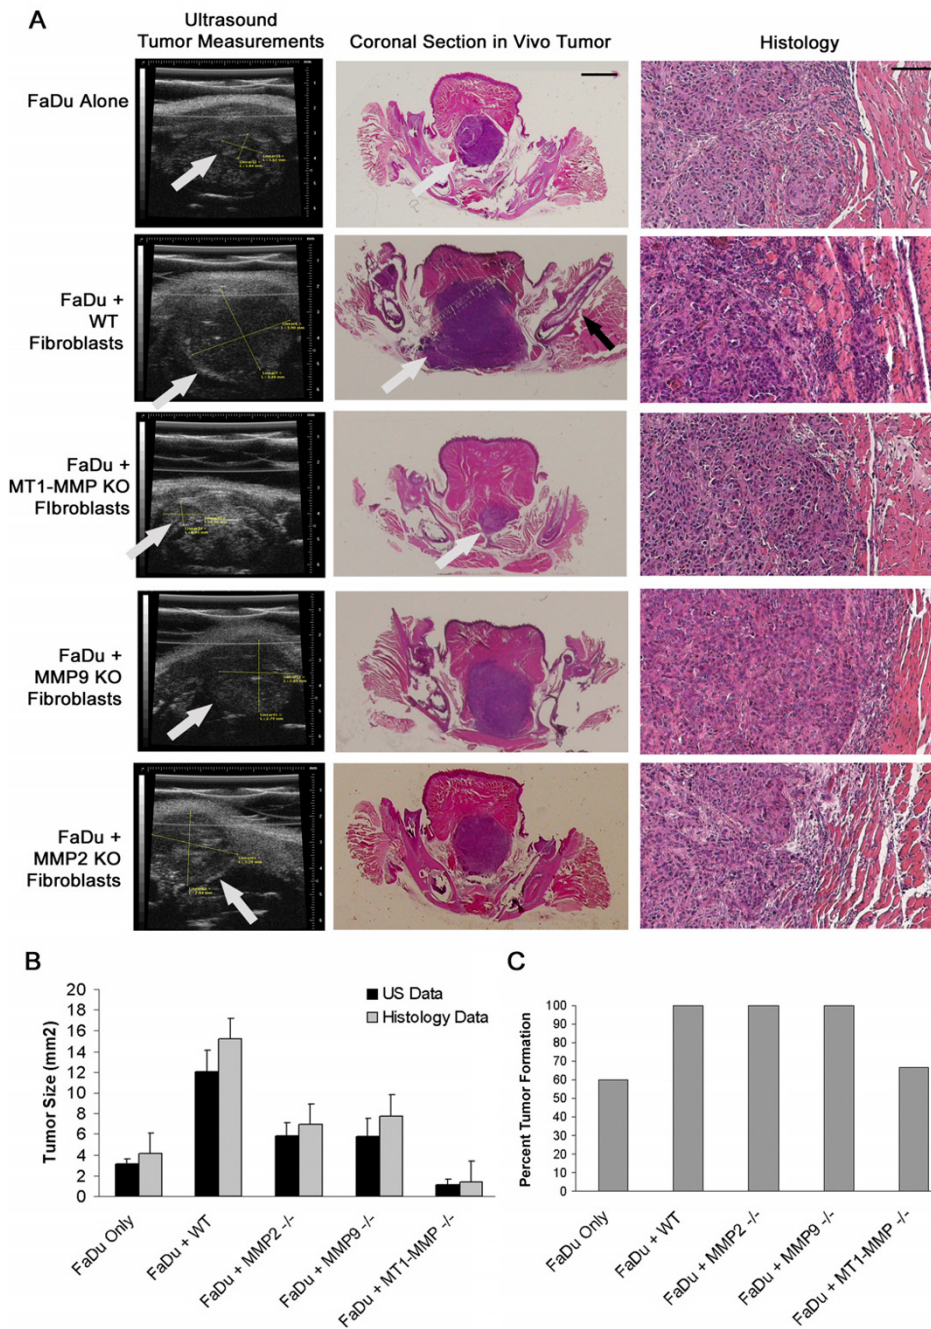 A
Ultrasound
Tumor Measurements
Coronal Section in Vivo Tumor
Histology
FaDu Alone
FaDu +
WT
Fibroblasts
FaDu +
MT1-MMP KO
FIbroblasts
FaDu +
MMP9 KO
Fibroblasts
FaDu +
MMP2 KO
Fibroblasts
B
Tumor Size (mm2)
20
18
16
14
12
10
8
6
4
2
0
US Data
Histology Data
FaDu Only
FaDu + WT
FaDu + MMP2 -/-
FaDu + MMP9 -/-
FaDu + MT1-MMP -/-
C
Percent Tumor Formation
100
90
80
70
60
50
40
30
20
10
0
FaDu Only
FaDu + WT
FaDu + MMP2 -/-
FaDu + MMP9 -/-
FaDu + MT1-MMP -/-